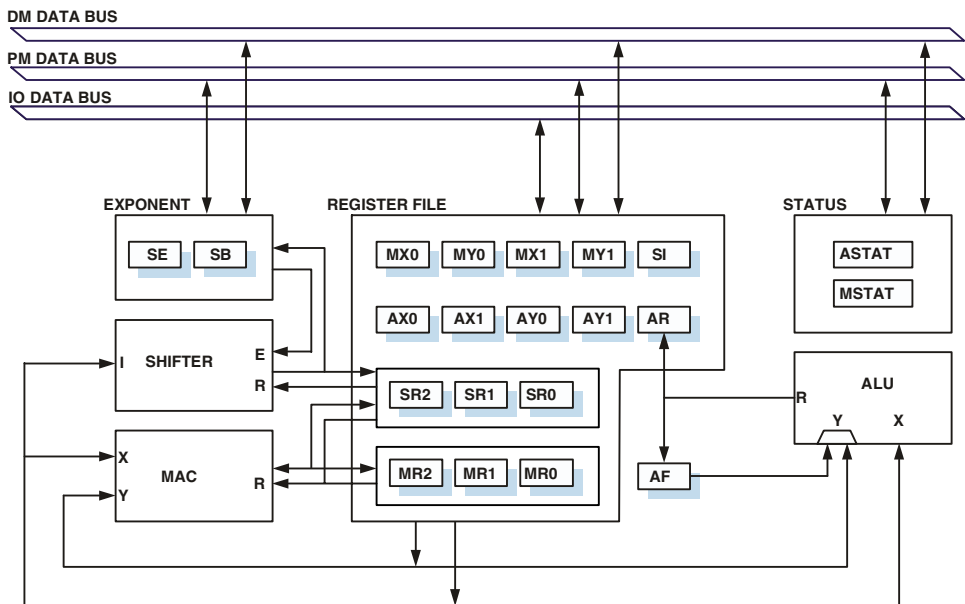 DM DATA BUS
PM DATA BUS
IO DATA BUS
EXPONENT
REGISTER FILE
STATUS
SE SB
MX0 MY0 MX1 MY1 SI
ASTAT
MSTAT
AX0 AX1 AY0 AY1 AR
E
I SHIFTER
R
SR2 SR1 SR0
ALU
R
Y X
X
MAC
R
Y
MR2 MR1 MR0
AF